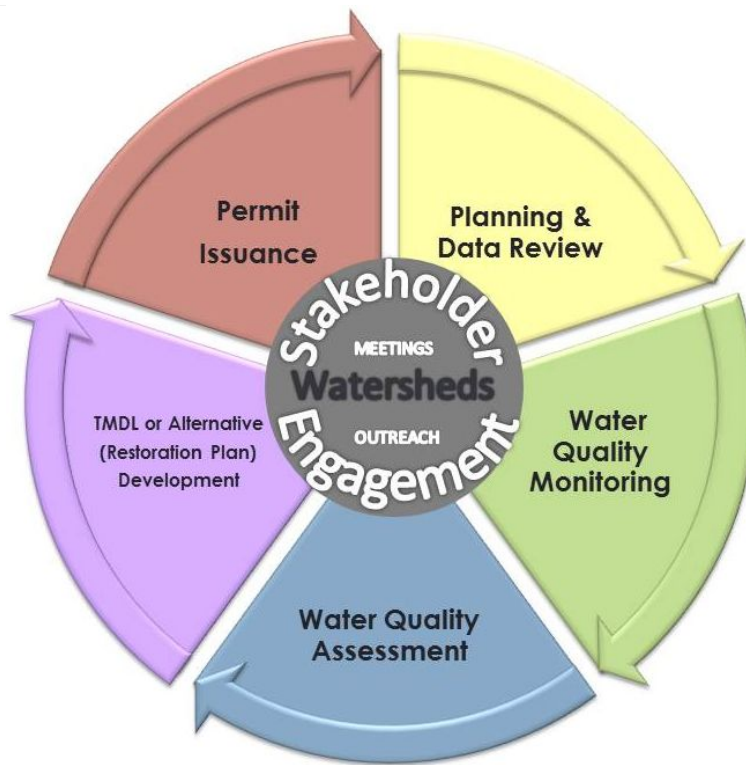 Permit
Issuance
Planning &
Data Review
Stakeholder
MEETINGS
Watersheds
OUTREACH
Engagement
Water
Quality
Monitoring
TMDL or Alternative
(Restoration Plan)
Development
Water Quality
Assessment